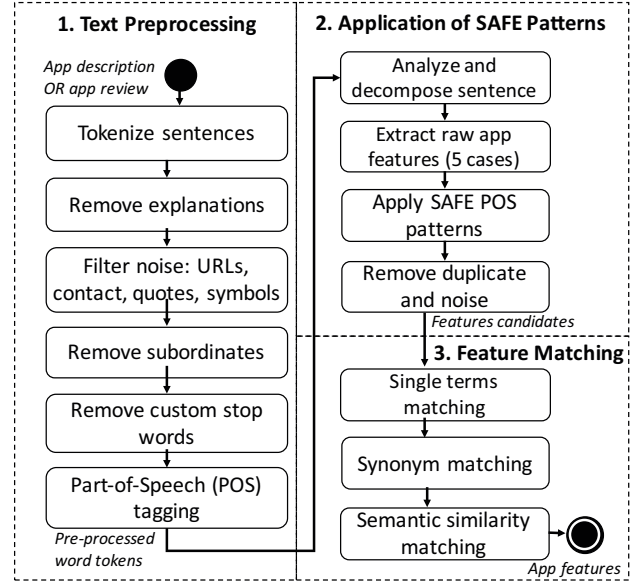 1. Text Preprocessing
App description
OR app review
Tokenize sentences
Remove explanations
Filter noise: URLs,
contact, quotes, symbols
Remove subordinates
Remove custom stop
words
Part-of-Speech (POS)
tagging
Pre-processed
word tokens
2. Application of SAFE Patterns
Analyze and
decompose sentence
Extract raw app
features (5 cases)
Apply SAFE POS
patterns
Remove duplicate
and noise
Features candidates
3. Feature Matching
Single terms
matching
Synonym matching
Semantic similarity
matching
App features